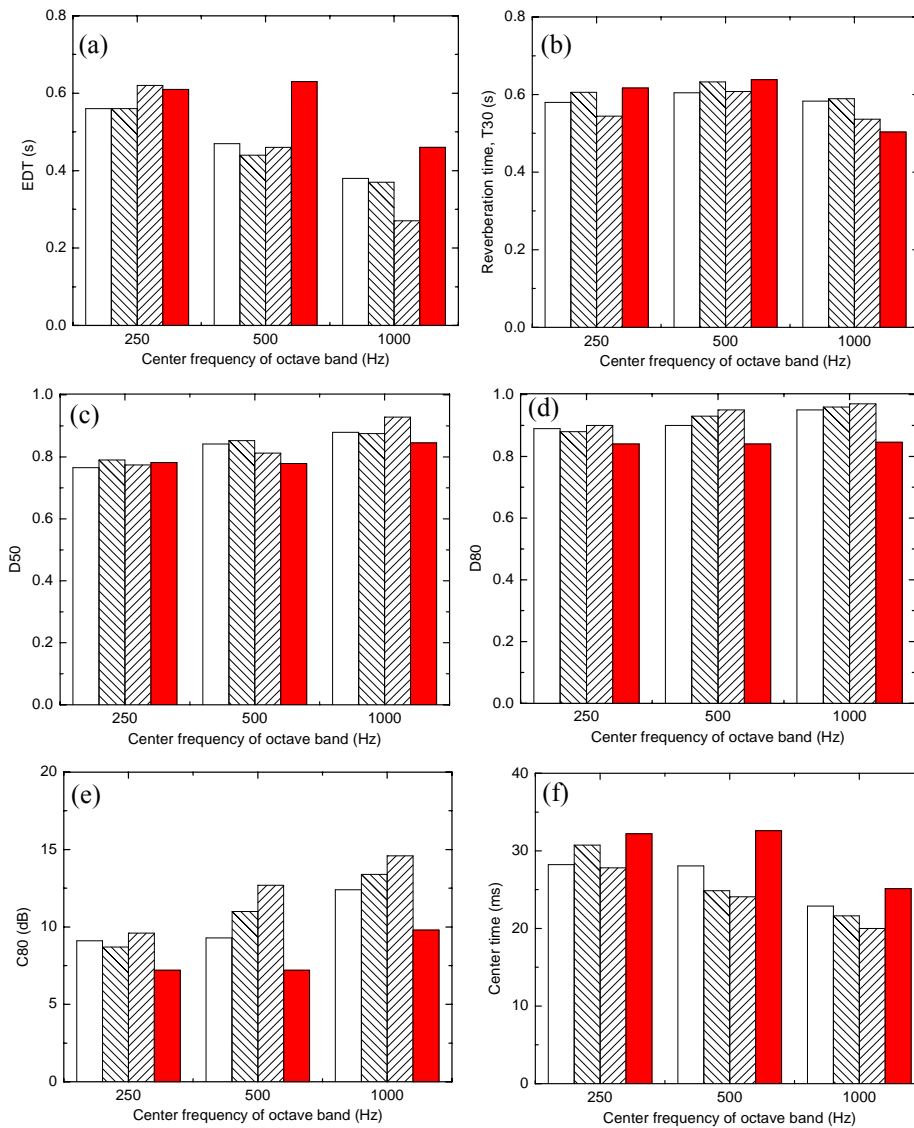 (a)
EDT (s)
0.8
0.6
0.4
0.2
0.0
250 500 1000
Center frequency of octave band (Hz)
(b)
Reverberation time, T30 (s)
0.8
0.6
0.4
0.2
0.0
250 500 1000
Center frequency of octave band (Hz)
(c)
D50
1.0
0.8
0.6
0.4
0.2
0.0
250 500 1000
Center frequency of octave band (Hz)
(d)
D80
1.0
0.8
0.6
0.4
0.2
0.0
250 500 1000
Center frequency of octave band (Hz)
(e)
C80 (dB)
20
15
10
5
0
250 500 1000
Center frequency of octave band (Hz)
(f)
Center time (ms)
40
30
20
10
0
250 500 1000
Center frequency of octave band (Hz)